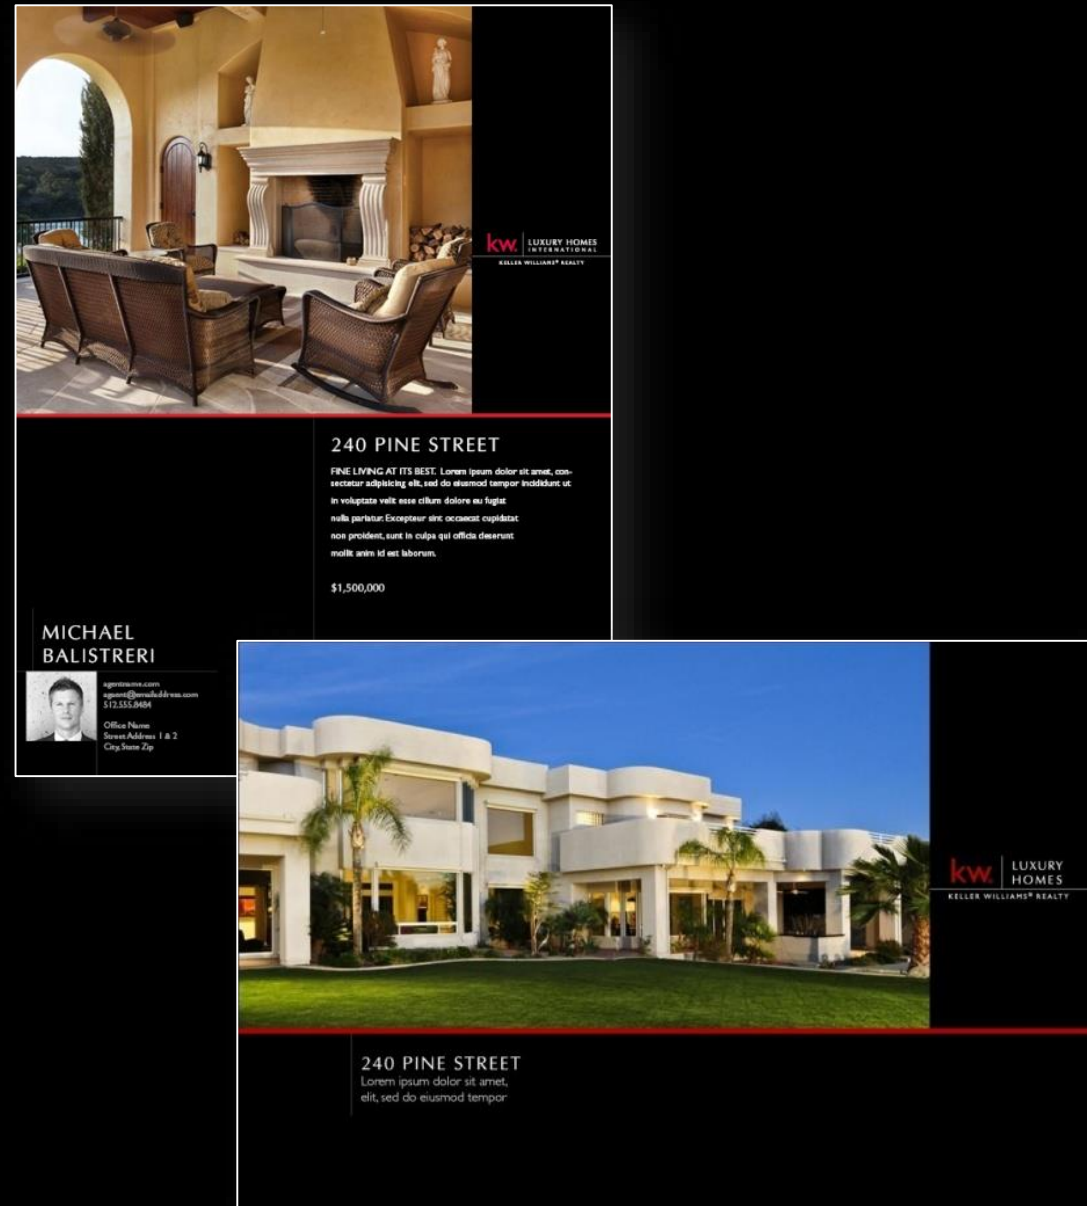 kw. LUXURY HOMES
INTERNATIONAL
KELLER WILLIAMS® REALTY
240 PINE STREET
FINE LIVING AT ITS BEST. Lorem ipsum dolor sit amet, con-
sectetur adipisicing elit, sed do eiusmod tempor incididunt ut
in voluptate velit esse cillum dolore eu fugiat
nulla pariatur. Excepteur sint occaecat cupidatat
non proident, sunt in culpa qui officia deserunt
mollit anim id est laborum.
$1,500,000
MICHAEL
BALISTRERI
agentname.com
agaent@emailaddress.com
512.555.8484
Office Name
Street Address 1 & 2
City, State Zip
kw. LUXURY
HOMES
KELLER WILLIAMS® REALTY
240 PINE STREET
Lorem ipsum dolor sit amet,
elit, sed do eiusmod tempor